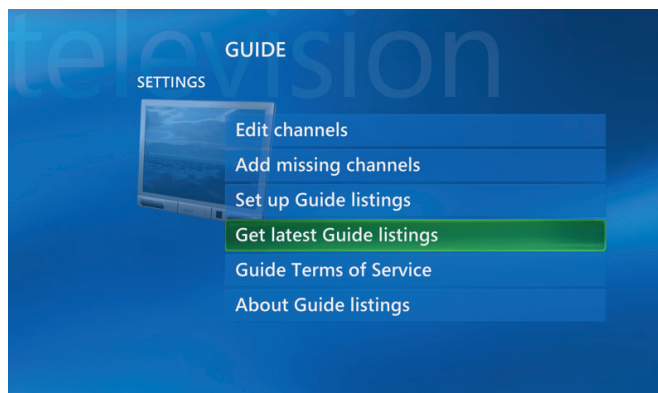 television
GUIDE
SETTINGS
Edit channels
Add missing channels
Set up Guide listings
Get latest Guide listings
Guide Terms of Service
About Guide listings